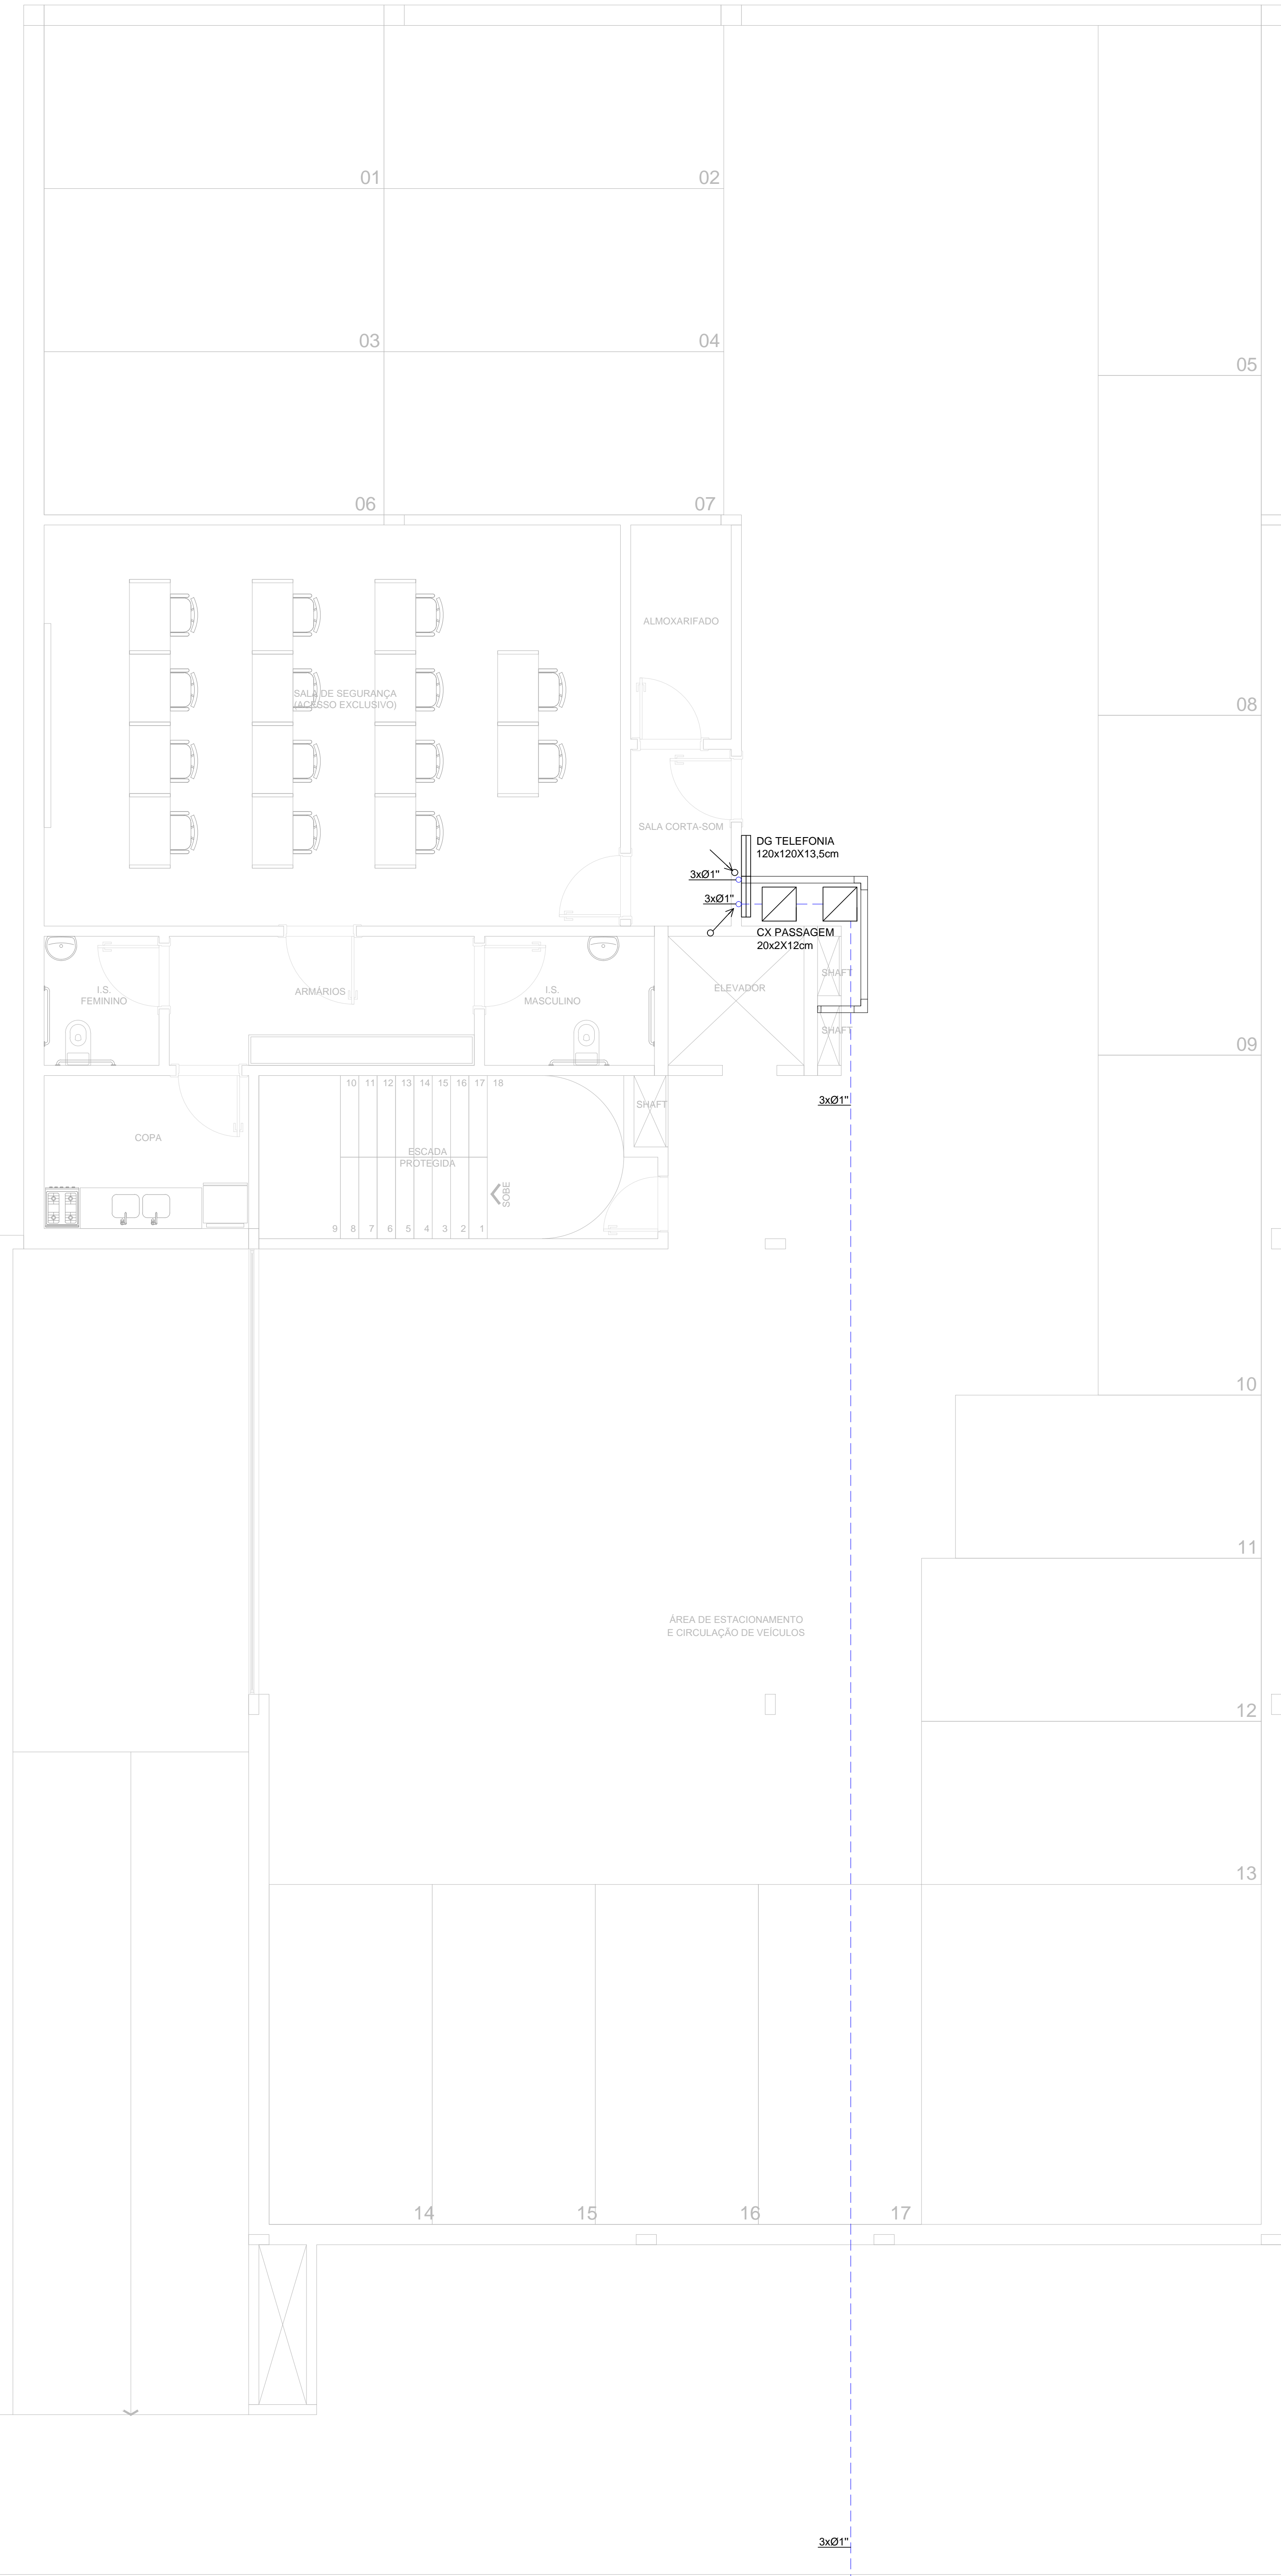 01
02
03
04
05
06
07
ALMOXARIFADO
SALA DE SEGURANÇA
(ACESSO EXCLUSIVO)
08
SALA CORTA-SOM
DG TELEFONIA
120x120X13,5cm
3xØ1"
3xØ1"
CX PASSAGEM
20x2X12cm
SHAFT
I.S.
FEMININO
ARMÁRIOS
I.S.
MASCULINO
ELEVADOR
SHAFT
09
10 11 12 13 14 15 16 17 18
3xØ1"
SHAFT
COPA
ESCADA
PROTEGIDA
SOBE
9 8 7 6 5 4 3 2 1
10
11
ÁREA DE ESTACIONAMENTO
E CIRCULAÇÃO DE VEÍCULOS
12
13
14
15
16
17
3xØ1"